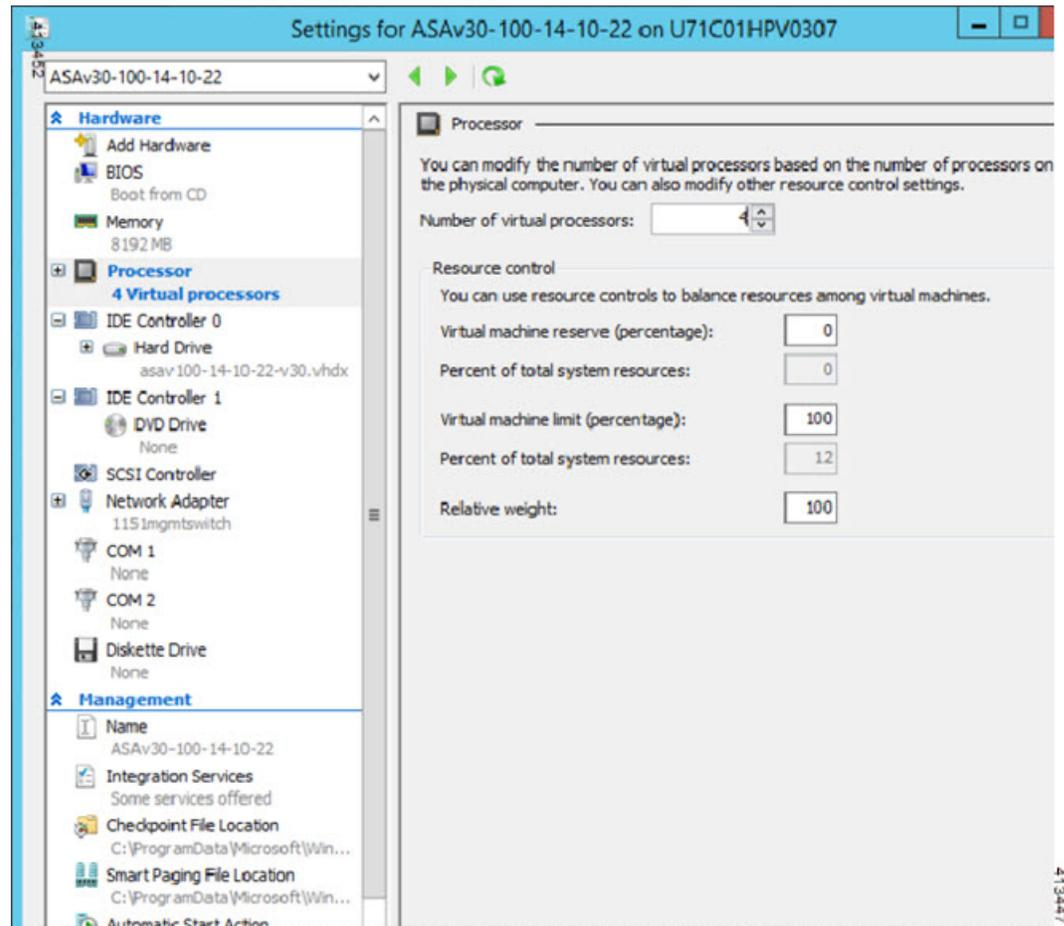 Settings for ASAv30-100-14-10-22 on U71C01HPV0307
413452
ASAv30-100-14-10-22
Hardware
Add Hardware
BIOS
Boot from CD
Memory
8192 MB
Processor
4 Virtual processors
IDE Controller 0
Hard Drive
asav100-14-10-22-v30.vhdx
IDE Controller 1
DVD Drive
None
SCSI Controller
Network Adapter
1151mgmtswitch
COM 1
None
COM 2
None
Diskette Drive
None
Management
Name
ASAv30-100-14-10-22
Integration Services
Some services offered
Checkpoint File Location
C:\ProgramData\Microsoft\Win...
Smart Paging File Location
C:\ProgramData\Microsoft\Win...
Automatic Start Action
Processor
You can modify the number of virtual processors based on the number of processors on
the physical computer. You can also modify other resource control settings.
Number of virtual processors: 4
Resource control
You can use resource controls to balance resources among virtual machines.
Virtual machine reserve (percentage): 0
Percent of total system resources: 0
Virtual machine limit (percentage): 100
Percent of total system resources: 12
Relative weight: 100
413447